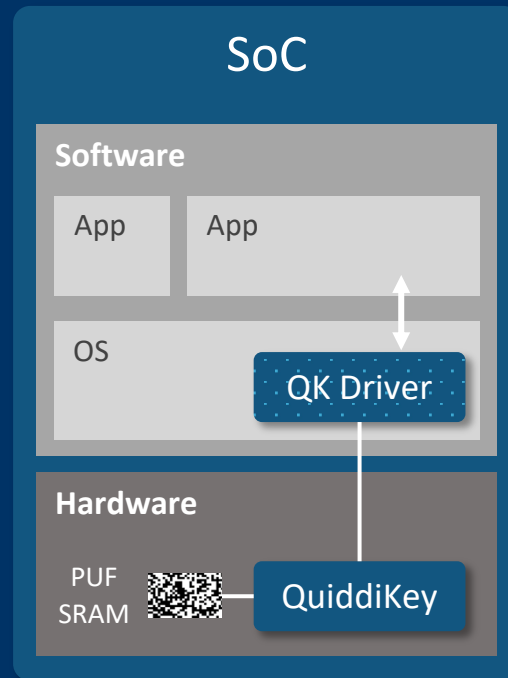 SoC
Software
App
App
OS
QK Driver
Hardware
PUF
SRAM
QuiddiKey